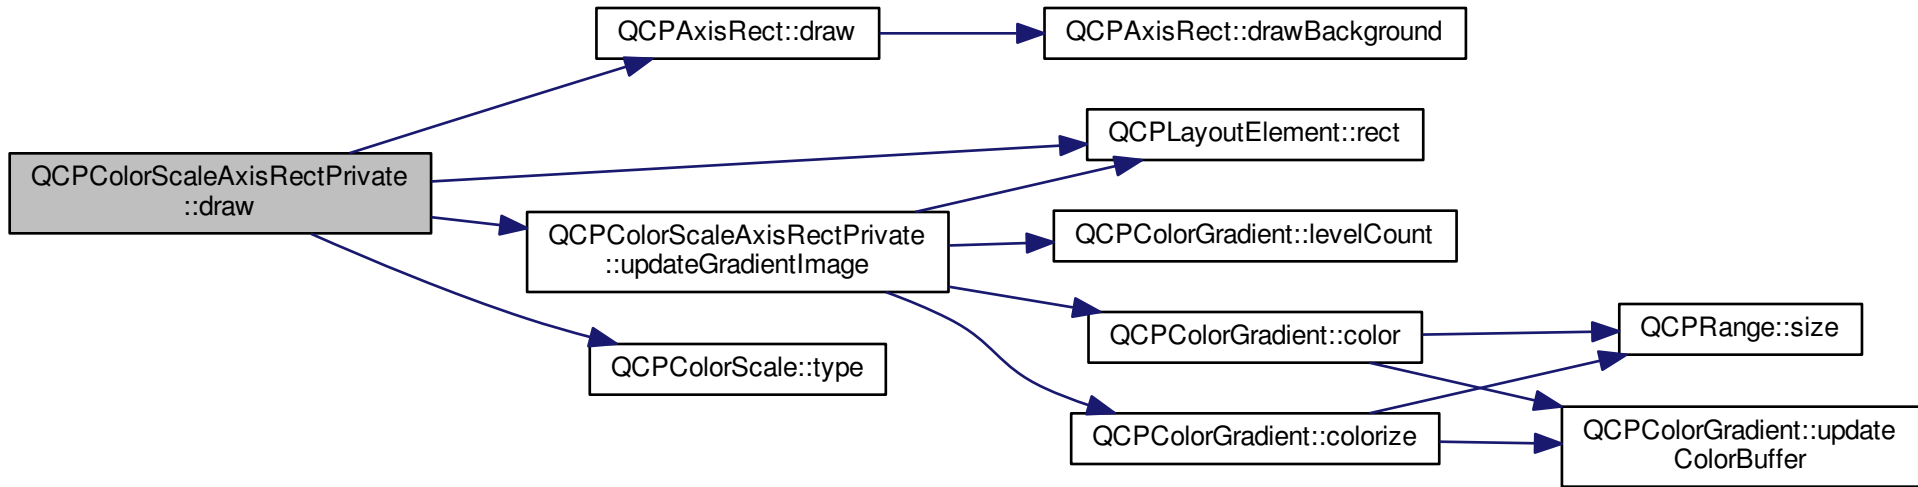 QCPColorScaleAxisRectPrivate
::draw
QCPAxisRect::draw
QCPAxisRect::drawBackground
QCPLayoutElement::rect
QCPColorScaleAxisRectPrivate
::updateGradientImage
QCPColorGradient::levelCount
QCPColorGradient::color
QCPRange::size
QCPColorScale::type
QCPColorGradient::colorize
QCPColorGradient::update
ColorBuffer